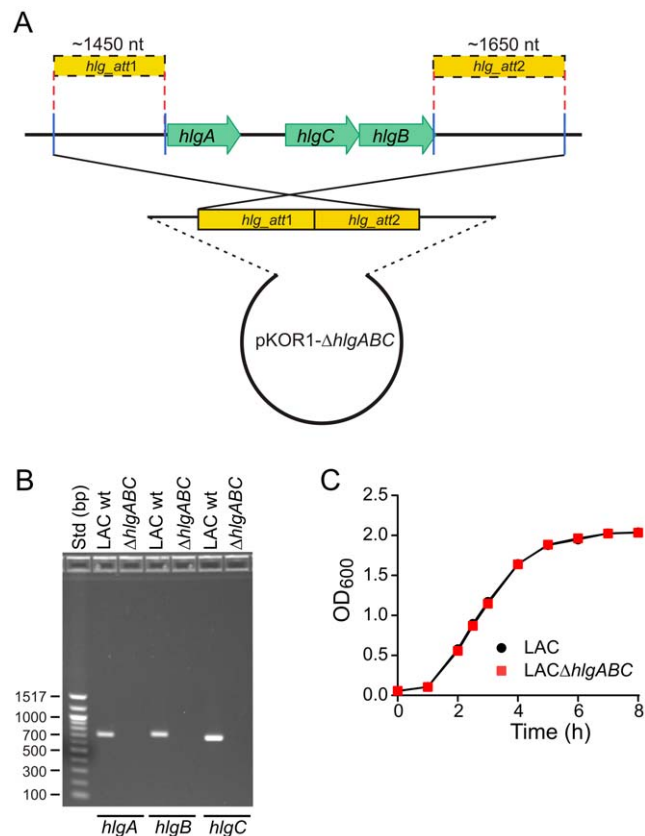 A
~1450 nt
~1650 nt
hlg_att1
hlg_att2
hlgA
hlgC
hlgB
hlg_att1
hlg_att2
pKOR1-ΔhlgABC
B
Std (bp)
LAC wt
ΔhlgABC
LAC wt
ΔhlgABC
LAC wt
ΔhlgABC
1517
1000
700
500
300
100
hlgA
hlgB
hlgC
C
OD600
2.5
2.0
1.5
1.0
0.5
0.0
LAC
LACΔhlgABC
0 2 4 6 8
Time (h)